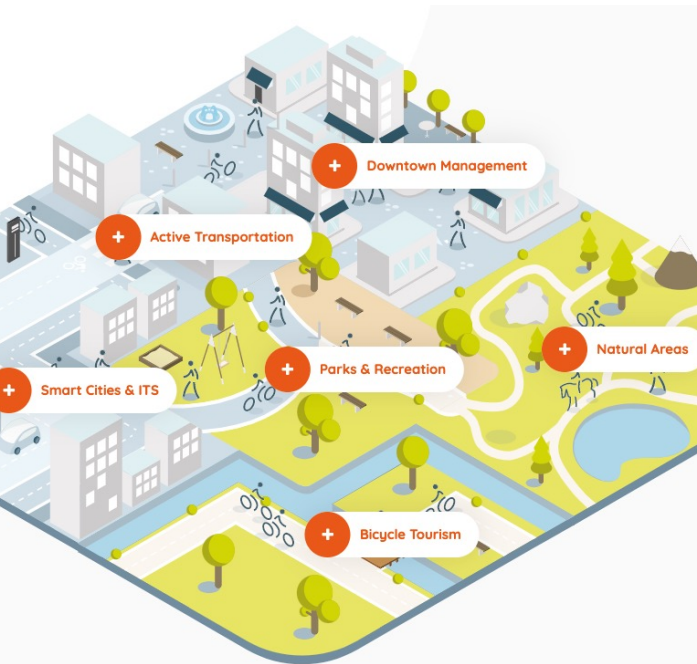 Downtown Management
Active Transportation
Natural Areas
Parks & Recreation
Smart Cities & ITS
Bicycle Tourism